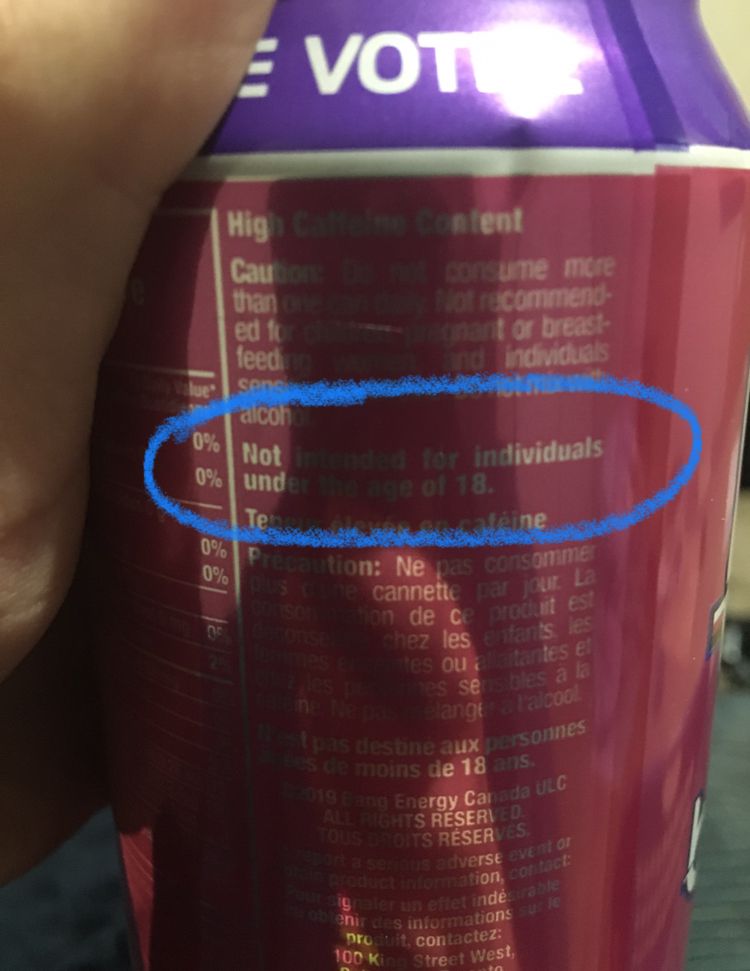 E VOTRE
High Caffeine Content
Caution: Do not consume more
than one can daily. Not recommend-
ed for children, pregnant or breast-
feeding women and individuals
alcohol.
Not intended for individuals
under the age of 18.
Teneur élevée en caféine
Précaution: Ne pas consommer
plus d'une cannette par jour. La
consommation de ce produit est
déconseillée chez les enfants, les
femmes enceintes ou allaitantes et
chez les personnes sensibles à la
caféine. Ne pas mélanger à l'alcool.
N'est pas destiné aux personnes
âgées de moins de 18 ans.
©2019 Bang Energy Canada ULC
ALL RIGHTS RESERVED.
TOUS DROITS RÉSERVÉS.
report a serious adverse event or
obtain product information, contact:
Pour signaler un effet indésirable
ou obtenir des informations sur le
produit, contactez:
100 King Street West,
Value*
0%
0%
0%
0%
0%
2%